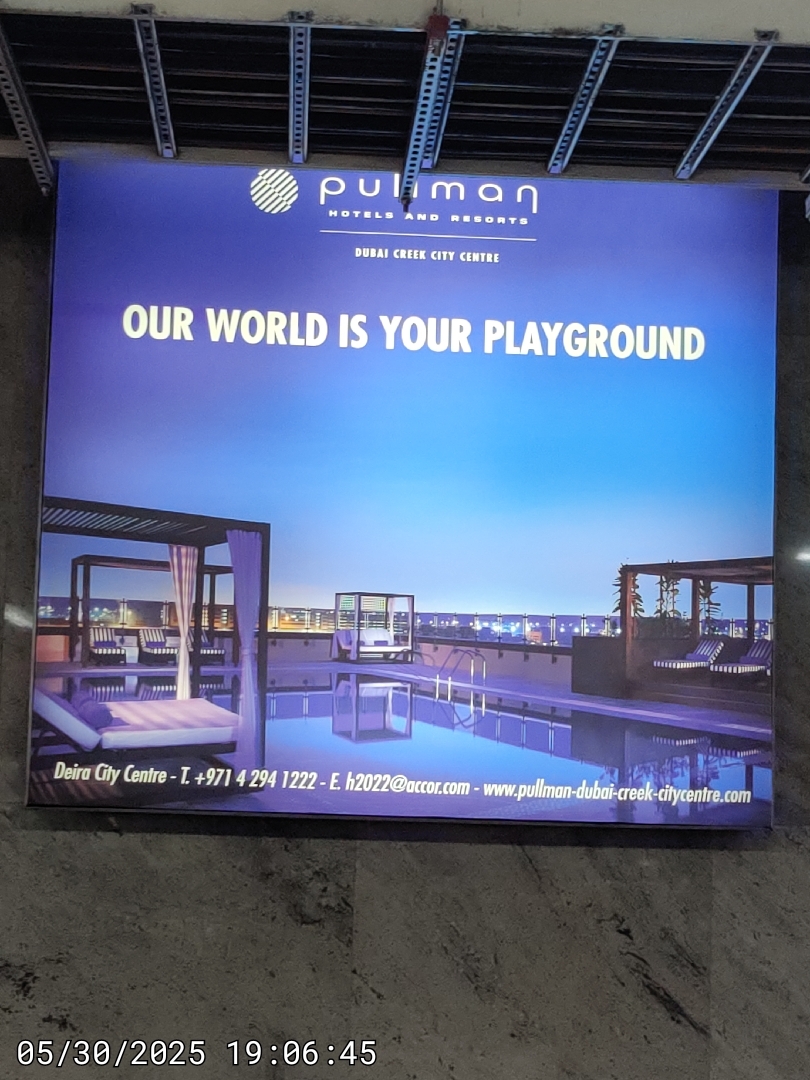 pullman
HOTELS AND RESORTS
DUBAI CREEK CITY CENTRE
OUR WORLD IS YOUR PLAYGROUND
Deira City Centre - T. +971 4 294 1222 - E. h2022@accor.com - www.pullman-dubai-creek-citycentre.com
05/30/2025 19:06:45